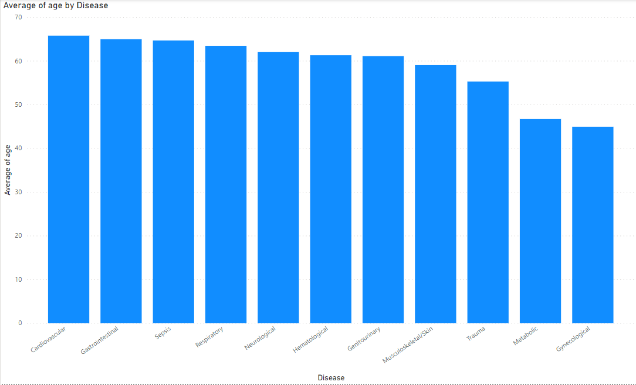 Average of age by Disease
70
60
50
40
30
20
10
0
Average of age
Cardiovascular
Gastrointestinal
Sepsis
Respiratory
Neurological
Hematological
Genitourinary
Musculoskeletal/Skin
Trauma
Metabolic
Gynecological
Disease